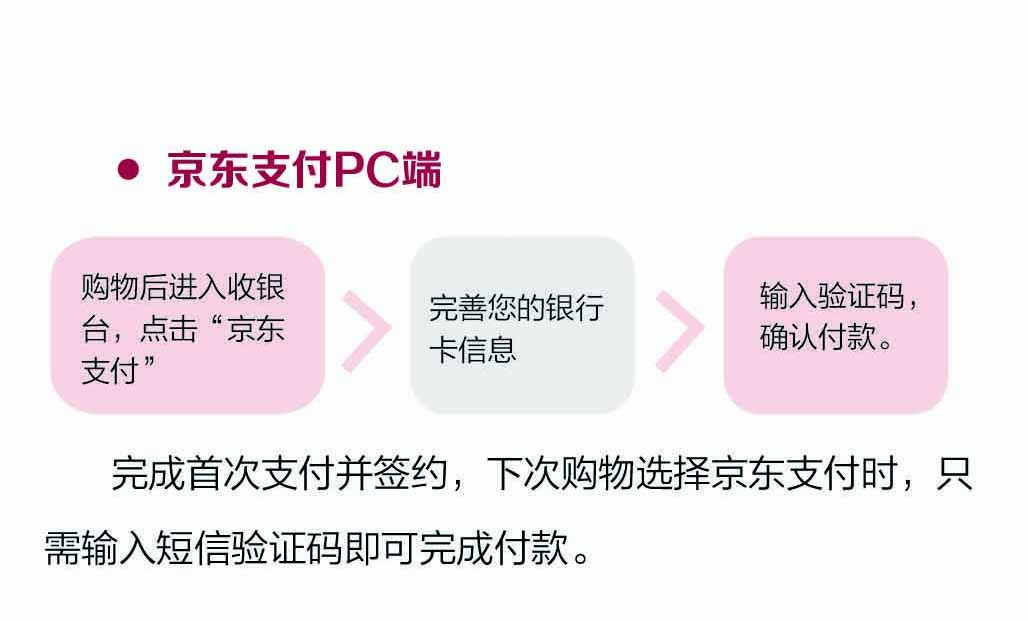 ● 京东支付PC端
购物后进入收银
台，点击“京东
支付”
完善您的银行
卡信息
输入验证码，
确认付款。
完成首次支付并签约，下次购物选择京东支付时，只
需输入短信验证码即可完成付款。